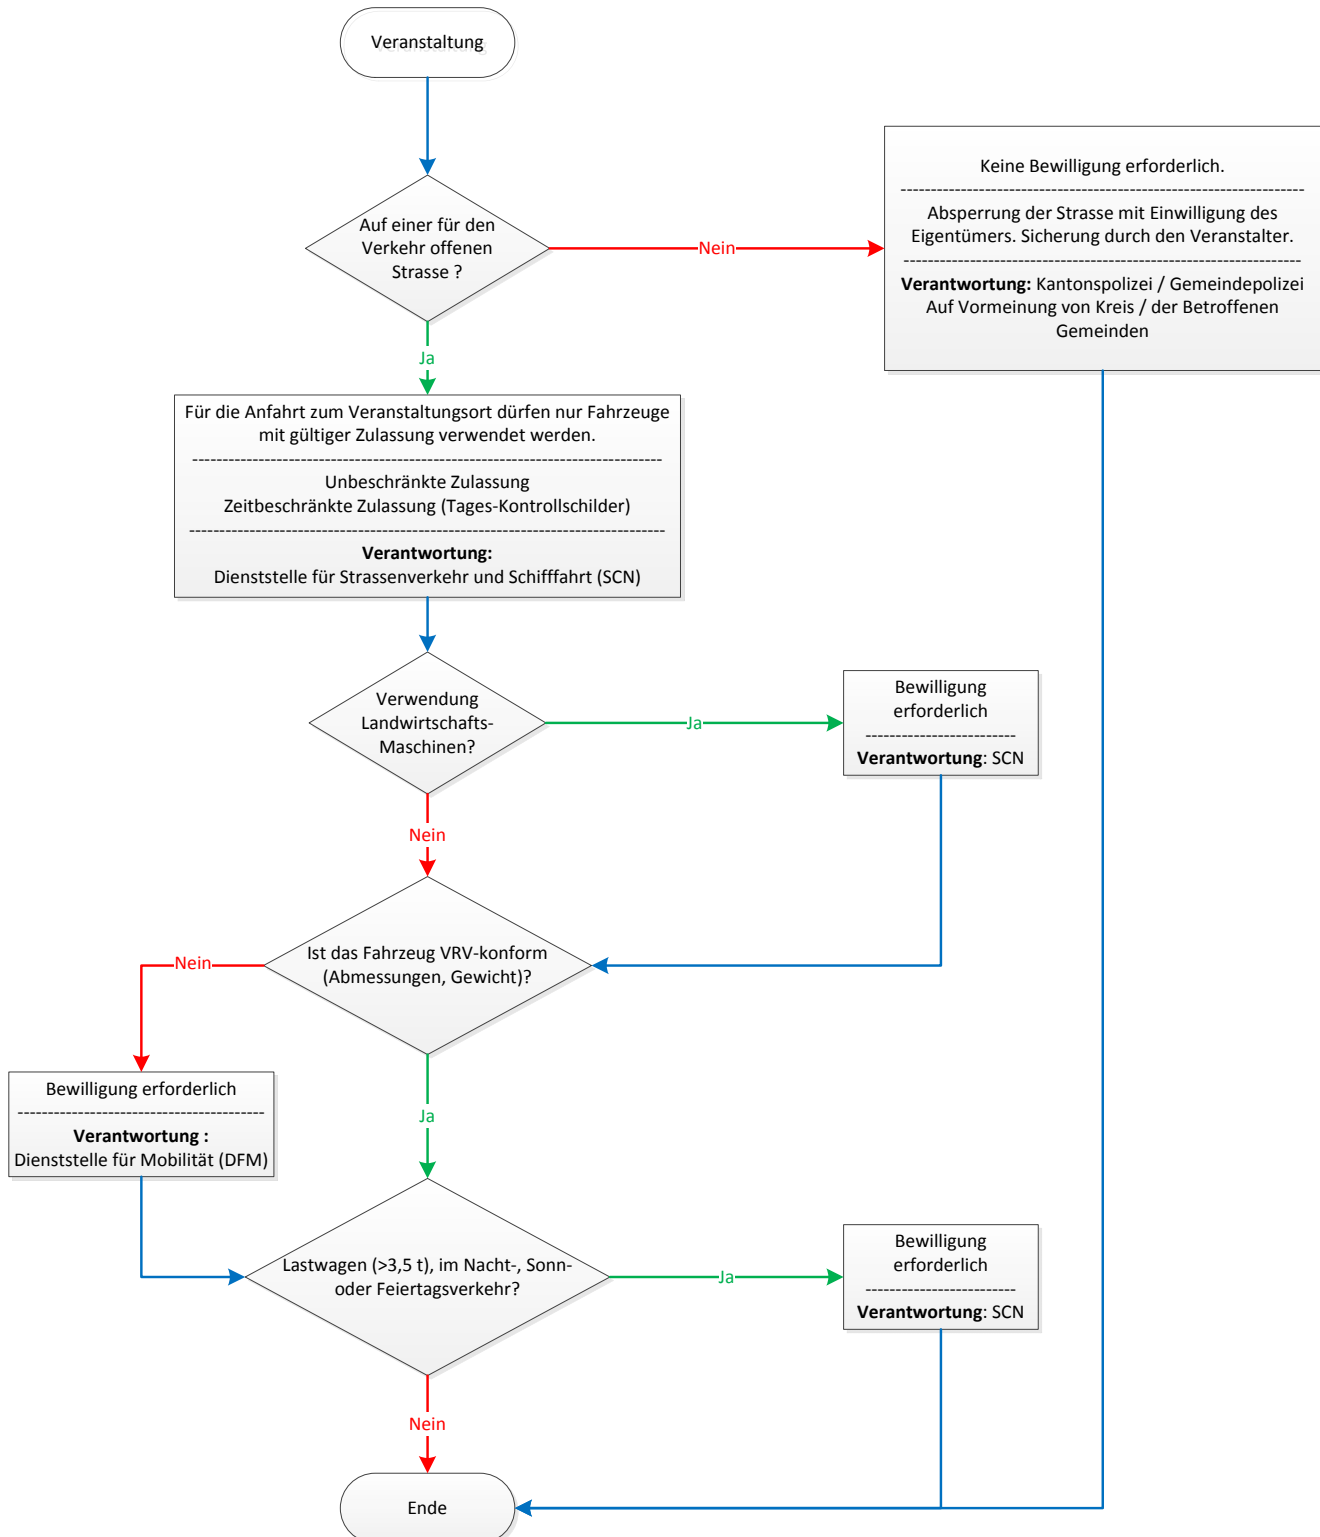 Veranstaltung
Keine Bewilligung erforderlich.
-------------------------------------------------------------------
Absperrung der Strasse mit Einwilligung des
Eigentümers. Sicherung durch den Veranstalter.
------------------------------------------------------------------
Verantwortung: Kantonspolizei / Gemeindepolizei
Auf Vormeinung von Kreis / der Betroffenen
Gemeinden
Auf einer für den
Verkehr offenen
Strasse ?
Nein
Ja
Für die Anfahrt zum Veranstaltungsort dürfen nur Fahrzeuge
mit gültiger Zulassung verwendet werden.
------------------------------------------------------------------------------
Unbeschränkte Zulassung
Zeitbeschränkte Zulassung (Tages-Kontrollschilder)
-------------------------------------------------------------------------------
Verantwortung:
Dienststelle für Strassenverkehr und Schifffahrt (SCN)
Verwendung
Landwirtschafts-
Maschinen?
Ja
Bewilligung
erforderlich
-------------------------
Verantwortung: SCN
Nein
Ist das Fahrzeug VRV-konform
(Abmessungen, Gewicht)?
Nein
Bewilligung erforderlich
-----------------------------------------
Verantwortung :
Dienststelle für Mobilität (DFM)
Ja
Lastwagen (>3,5 t), im Nacht-, Sonn-
oder Feiertagsverkehr?
Ja
Bewilligung
erforderlich
-------------------------
Verantwortung: SCN
Nein
Ende